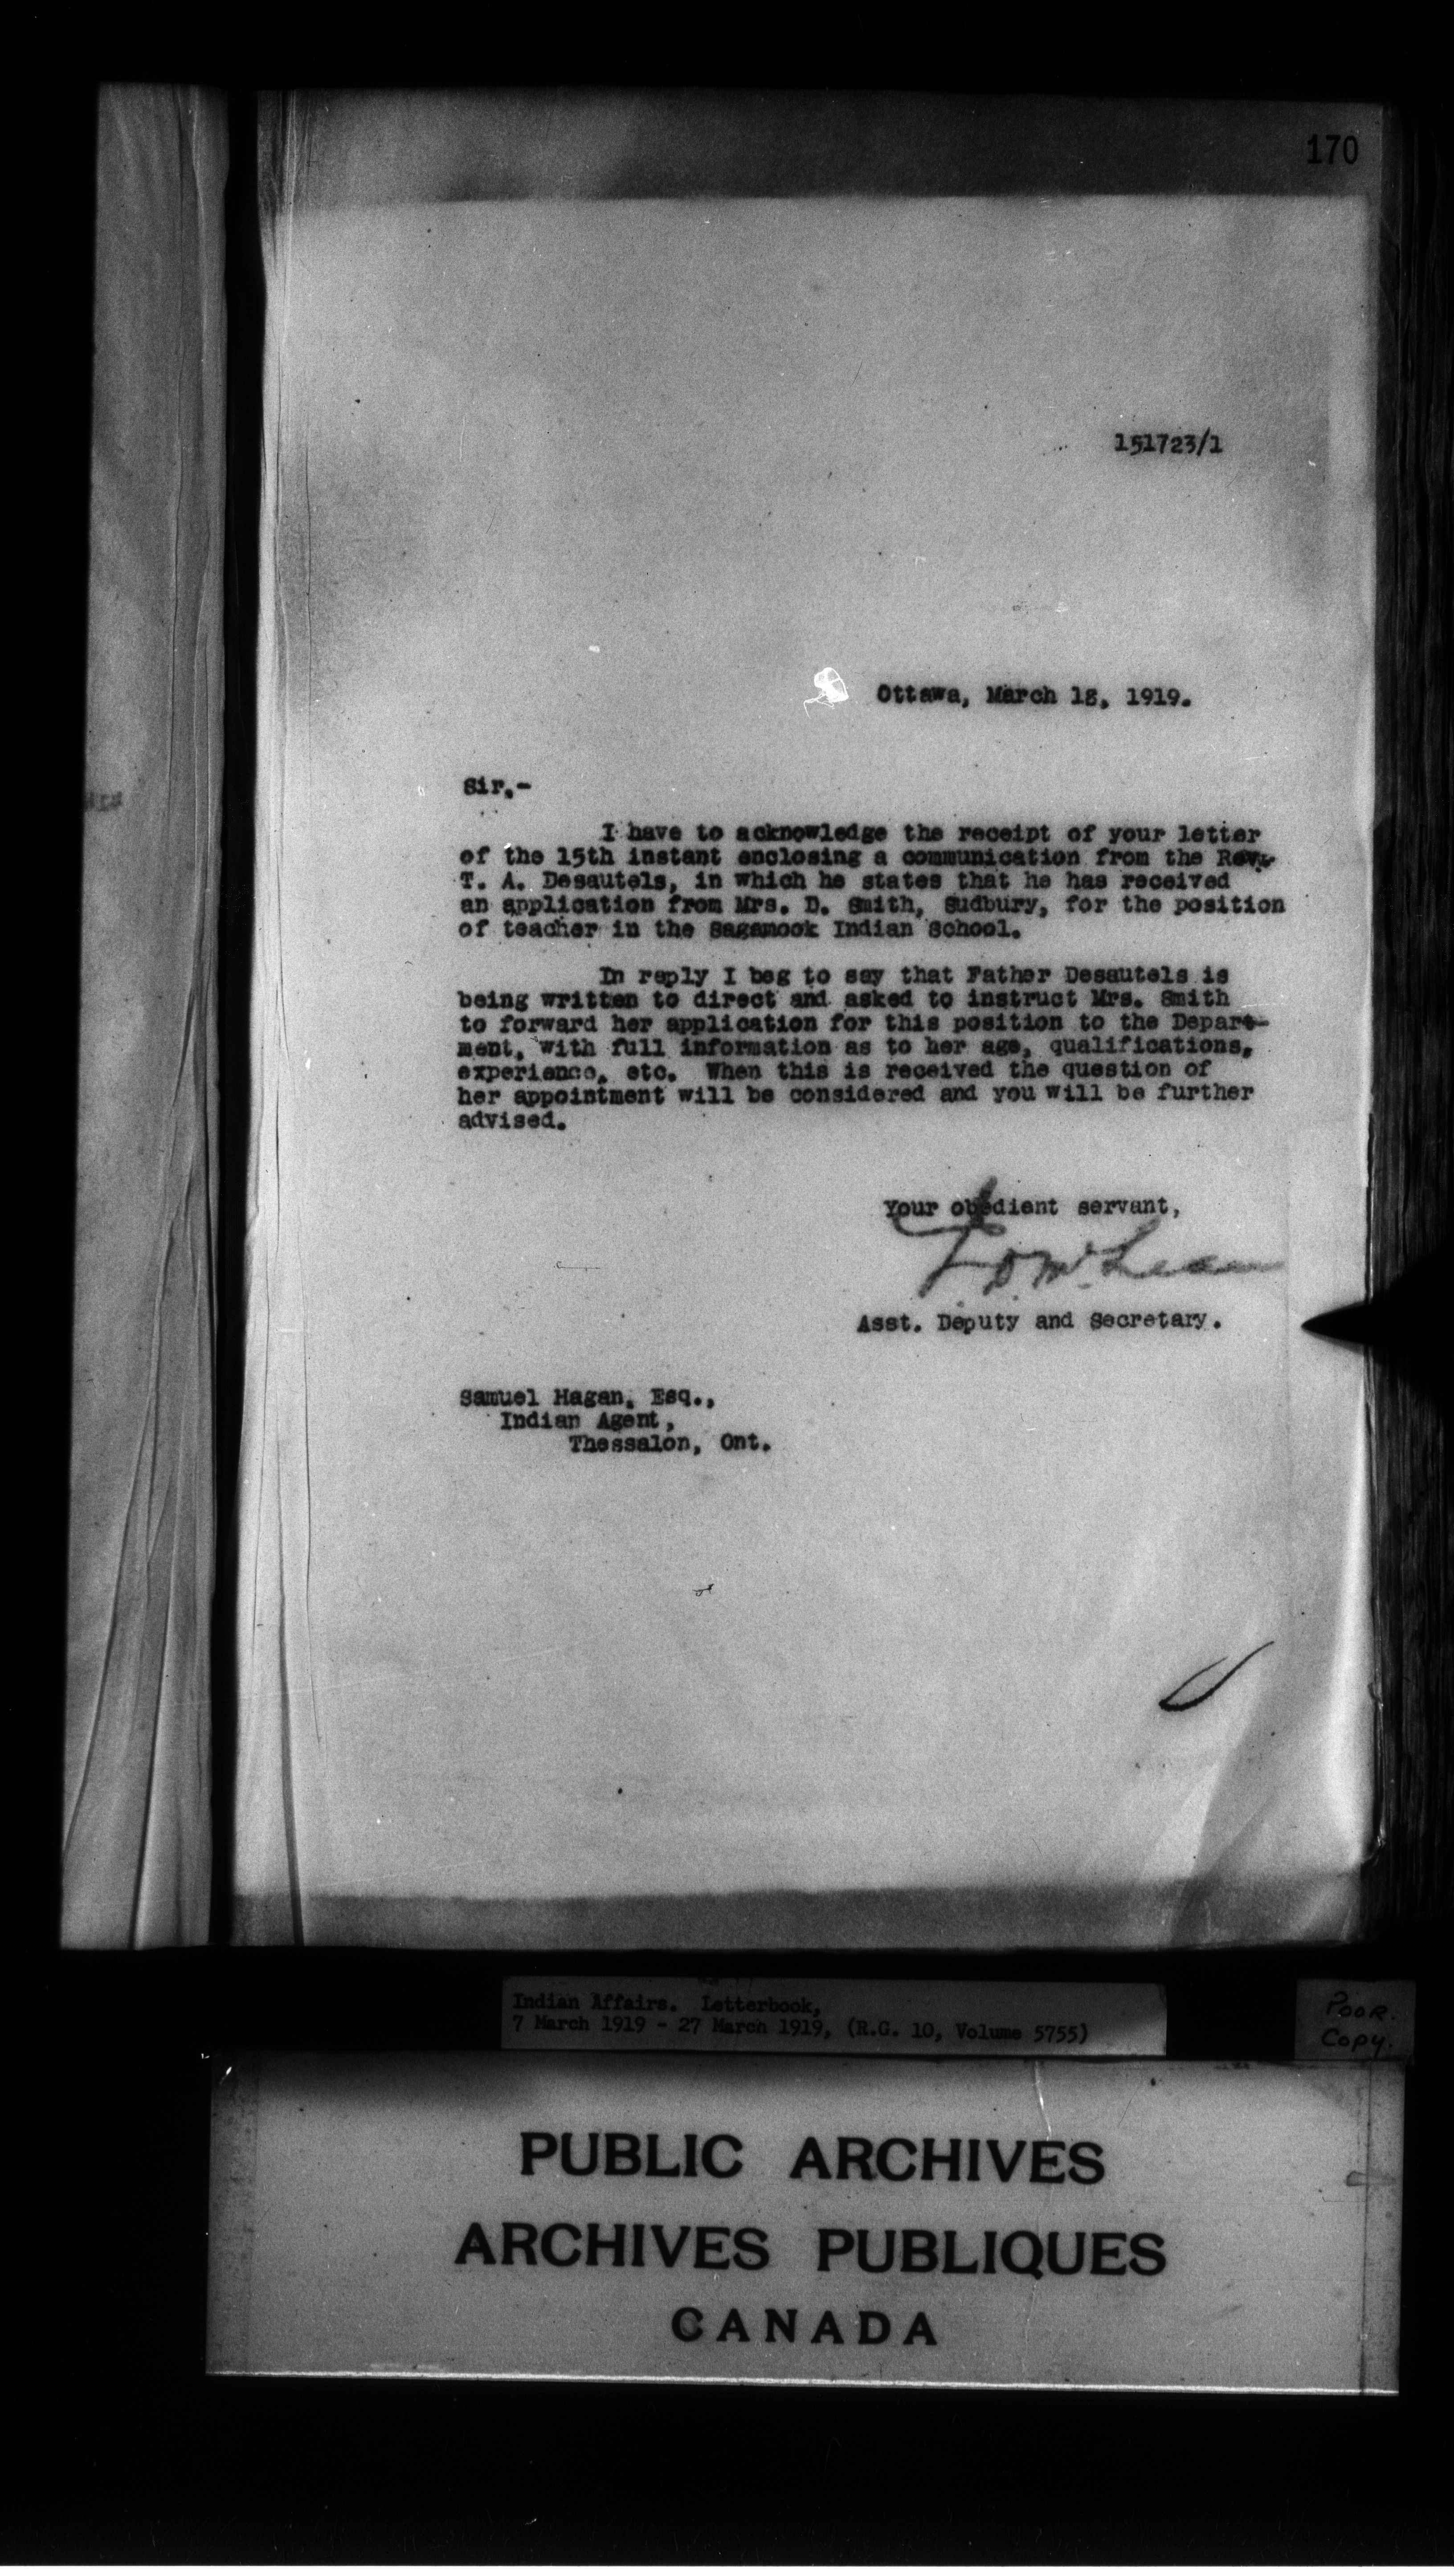 170
151723/1
Ottawa, March 18, 1919.
Sir,-
I have to acknowledge the receipt of your letter
of the 15th instant enclosing a communication from the Rev.
T. A. Desautels, in which he states that he has received
an application from Mrs. D. Smith, Sudbury, for the position
of teacher in the Sagamook Indian School.
In reply I beg to say that Father Desautels is
being written to direct and asked to instruct Mrs. Smith
to forward her application for this position to the Depart-
ment, with full information as to her age, qualifications,
experience, etc. When this is received the question of
her appointment will be considered and you will be further
advised.
Your obedient servant,
J. D. McLean
Asst. Deputy and Secretary.
Samuel Hagan, Esq.,
Indian Agent,
Thessalon, Ont.
Indian Affairs. Letterbook,
7 March 1919 - 27 March 1919, (R.G. 10, Volume 5755)
POOR.
Copy.
PUBLIC ARCHIVES
ARCHIVES PUBLIQUES
CANADA